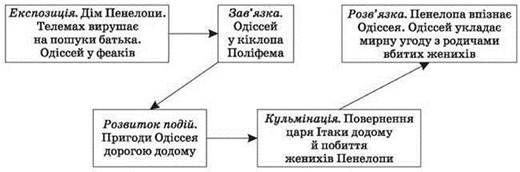 Експозиція. Дім Пенелопи.
Телемах вирушає
на пошуки батька.
Одіссей у феаків
Зав’язка.
Одіссей
у кіклопа
Поліфема
Розвиток подій.
Пригоди Одіссея
дорогою додому
Кульмінація. Повернення
царя Ітаки додому
й побиття
женихів Пенелопи
Розв’язка. Пенелопа впізнає
Одіссея. Одіссей укладає
мирну угоду з родичами
вбитих женихів